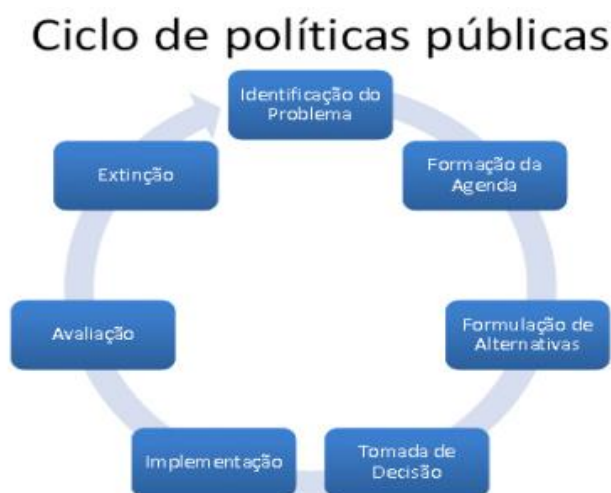 Ciclo de políticas públicas
Identificação do
Problema
Formação da
Agenda
Formulação de
Alternativas
Tomada de
Decisão
Implementação
Avaliação
Extinção